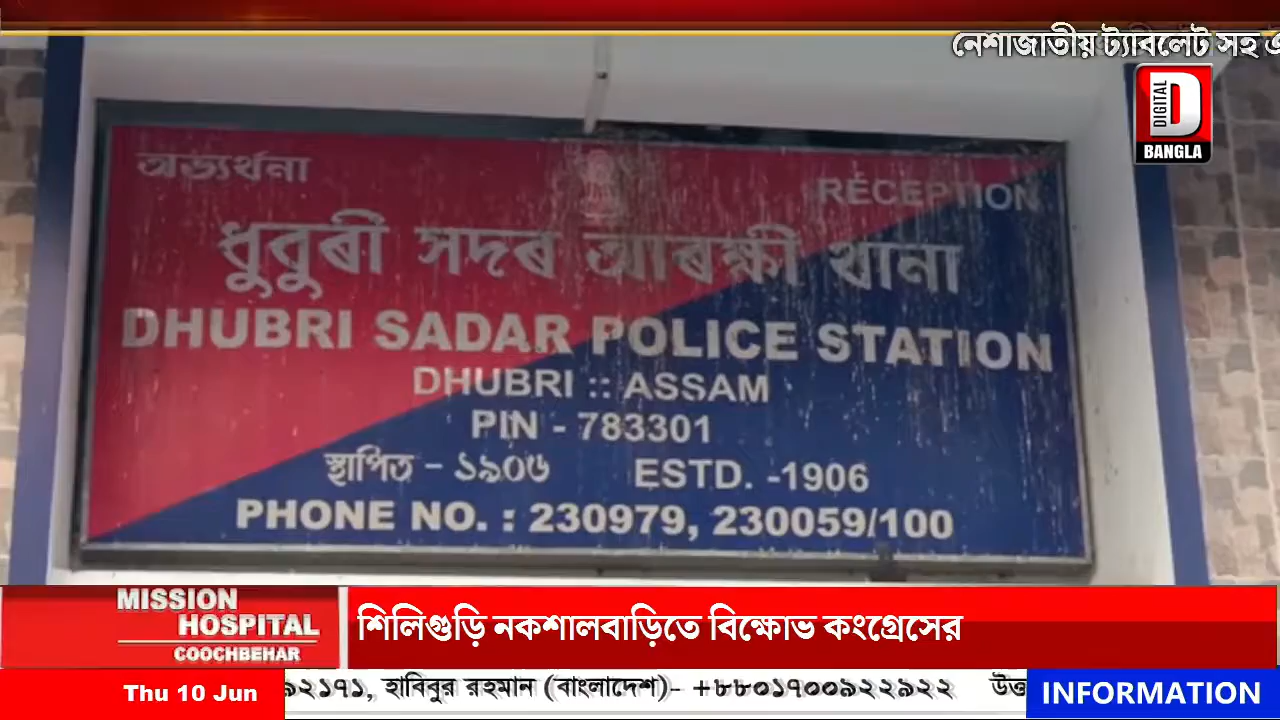 নেশাজাতীয় ট্যাবলেট সহ
DIGITAL D
BANGLA
অভ্যৰ্থনা
RECEPTION
ধুবুৰী সদৰ আৰক্ষী থানা
DHUBRI SADAR POLICE STATION
DHUBRI :: ASSAM
PIN - 783301
স্থাপিত - ১৯০৬
ESTD. -1906
PHONE NO. : 230979, 230059/100
MISSION
HOSPITAL
COOCHBEHAR
শিলিগুড়ি নকশালবাড়িতে বিক্ষোভ কংগ্রেসের
Thu 10 Jun
৯২১৭১, হাবিবুর রহমান (বাংলাদেশ)- +৮৮০১৭০০৯২২৯২২
INFORMATION